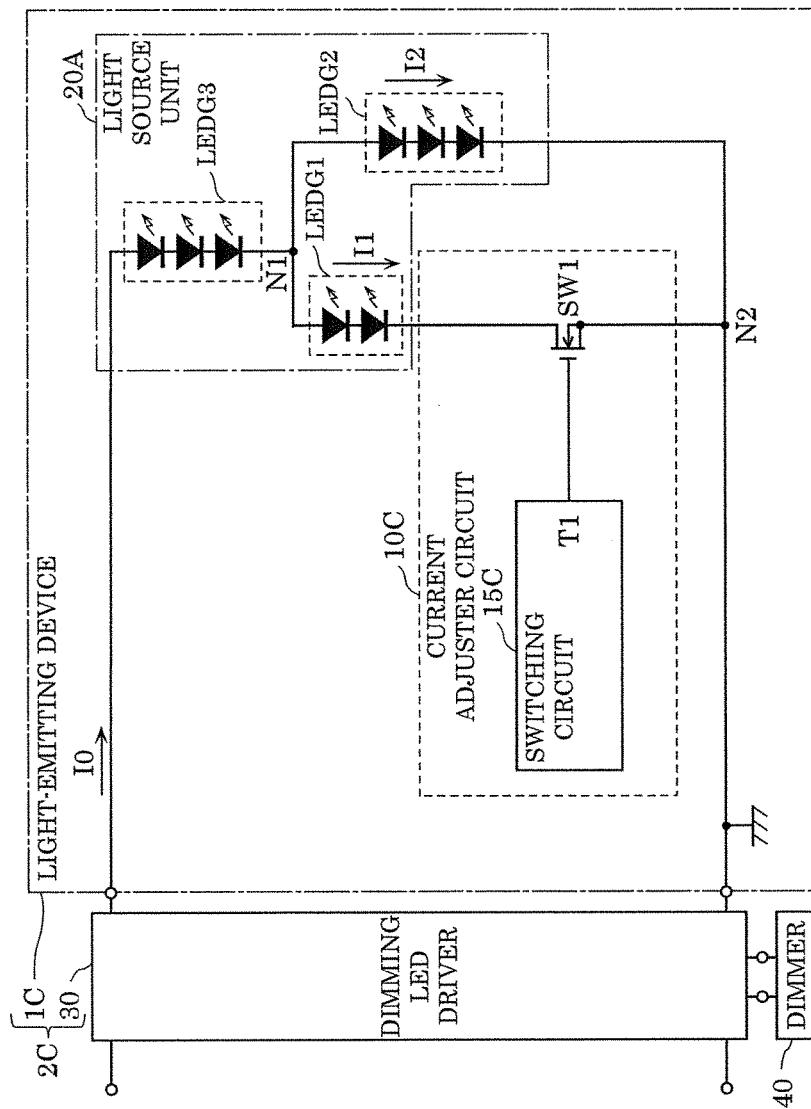 2C
1C
30
LIGHT-EMITTING DEVICE
I0
DIMMING
LED
DRIVER
40
DIMMER
20A
LIGHT
SOURCE
UNIT
LEDG3
N1
LEDG1
I1
LEDG2
I2
10C
CURRENT
ADJUSTER CIRCUIT
15C
SWITCHING
CIRCUIT
T1
SW1
N2